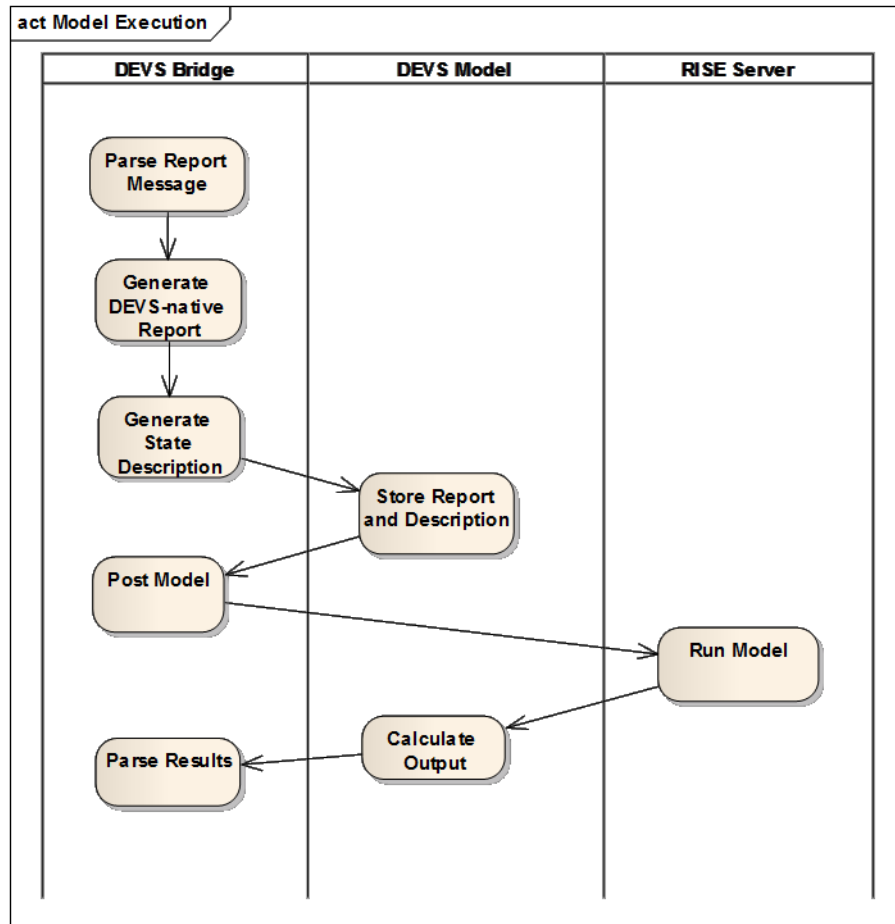 act Model Execution
DEVS Bridge
DEVS Model
RISE Server
Parse Report
Message
Generate
DEVS-native
Report
Generate
State
Description
Store Report
and Description
Post Model
Run Model
Calculate
Output
Parse Results